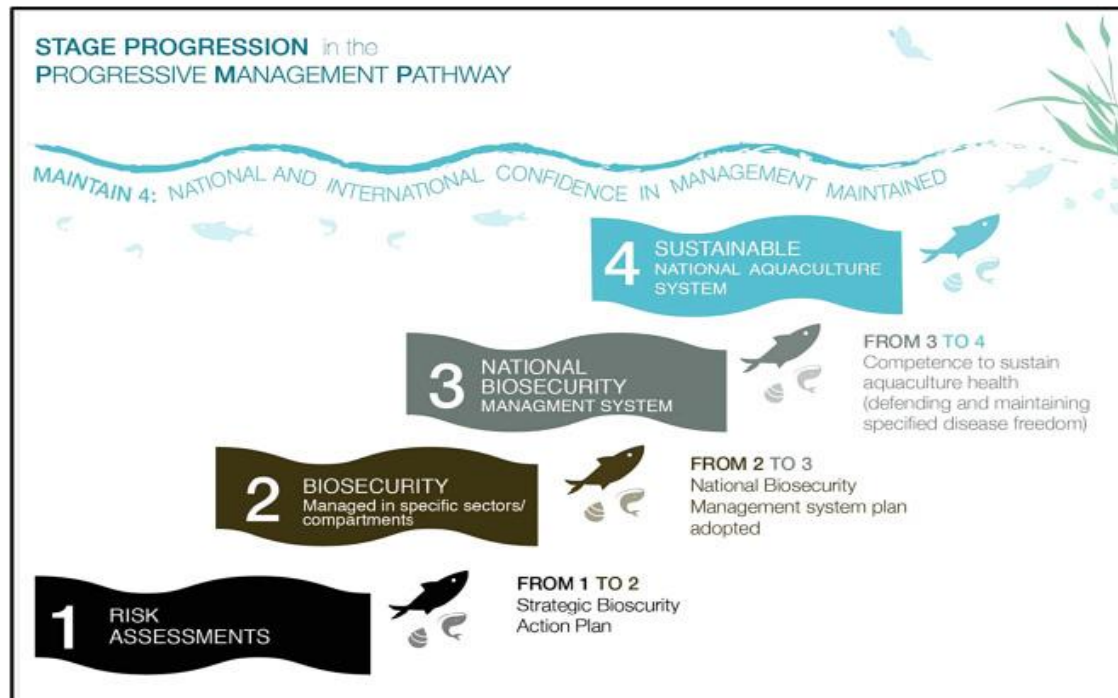 STAGE PROGRESSION in the
PROGRESSIVE MANAGEMENT PATHWAY
MAINTAIN 4: NATIONAL AND INTERNATIONAL CONFIDENCE IN MANAGEMENT MAINTAINED
4 SUSTAINABLE
NATIONAL AQUACULTURE
SYSTEM
FROM 3 TO 4
Competence to sustain
aquaculture health
(defending and maintaining
specified disease freedom)
3 NATIONAL
BIOSECURITY
MANAGMENT SYSTEM
FROM 2 TO 3
National Biosecurity
Management system plan
adopted
2 BIOSECURITY
Managed in specific sectors/
compartments
FROM 1 TO 2
Strategic Bioscurity
Action Plan
1 RISK
ASSESSMENTS